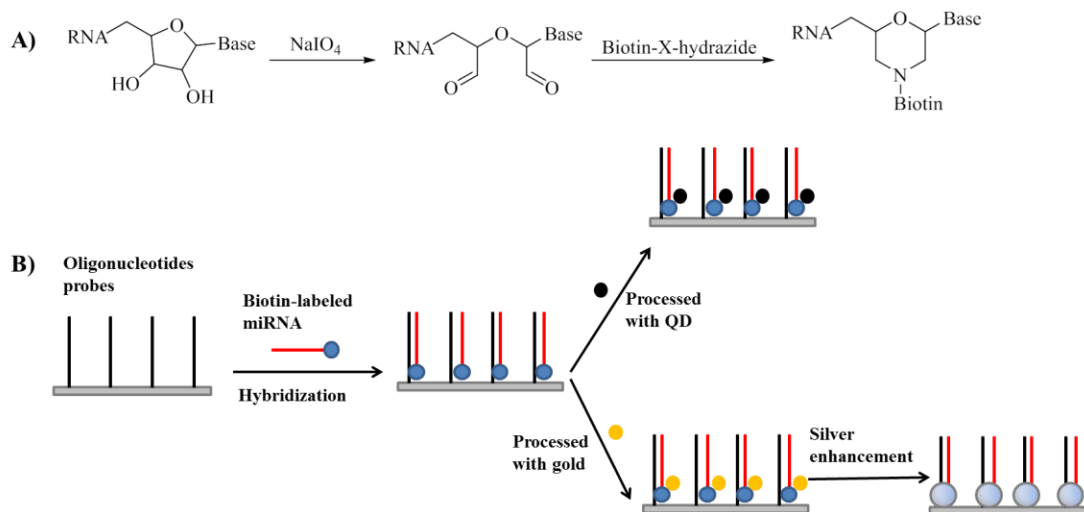 A)
RNA
O
Base
HO
OH
NaIO4
RNA
O
Base
O
O
Biotin-X-hydrazide
RNA
O
Base
N
Biotin
B)
Oligonucleotides
probes
Biotin-labeled
miRNA
Hybridization
Processed
with QD
Processed
with gold
Silver
enhancement